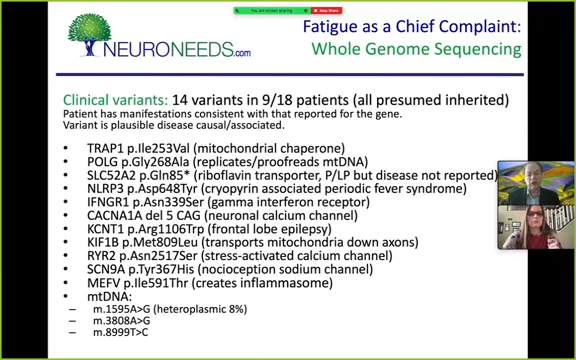 You are screen sharing Stop Share
NEURONEEDS.com
Fatigue as a Chief Complaint:
Whole Genome Sequencing
Clinical variants: 14 variants in 9/18 patients (all presumed inherited)
Patient has manifestations consistent with that reported for the gene.
Variant is plausible disease causal/associated.
• TRAP1 p.Ile253Val (mitochondrial chaperone)
• POLG p.Gly268Ala (replicates/proofreads mtDNA)
• SLC52A2 p.Gln85* (riboflavin transporter, P/LP but disease not reported)
• NLRP3 p.Asp648Tyr (cryopyrin associated periodic fever syndrome)
• IFNGR1 p.Asn339Ser (gamma interferon receptor)
• CACNA1A del 5 CAG (neuronal calcium channel)
• KCNT1 p.Arg1106Trp (frontal lobe epilepsy)
• KIF1B p.Met809Leu (transports mitochondria down axons)
• RYR2 p.Asn2517Ser (stress-activated calcium channel)
• SCN9A p.Tyr367His (nociception sodium channel)
• MEFV p.Ile591Thr (creates inflammasome)
• mtDNA:
– m.1595A>G (heteroplasmic 8%)
– m.3808A>G
– m.8999T>C